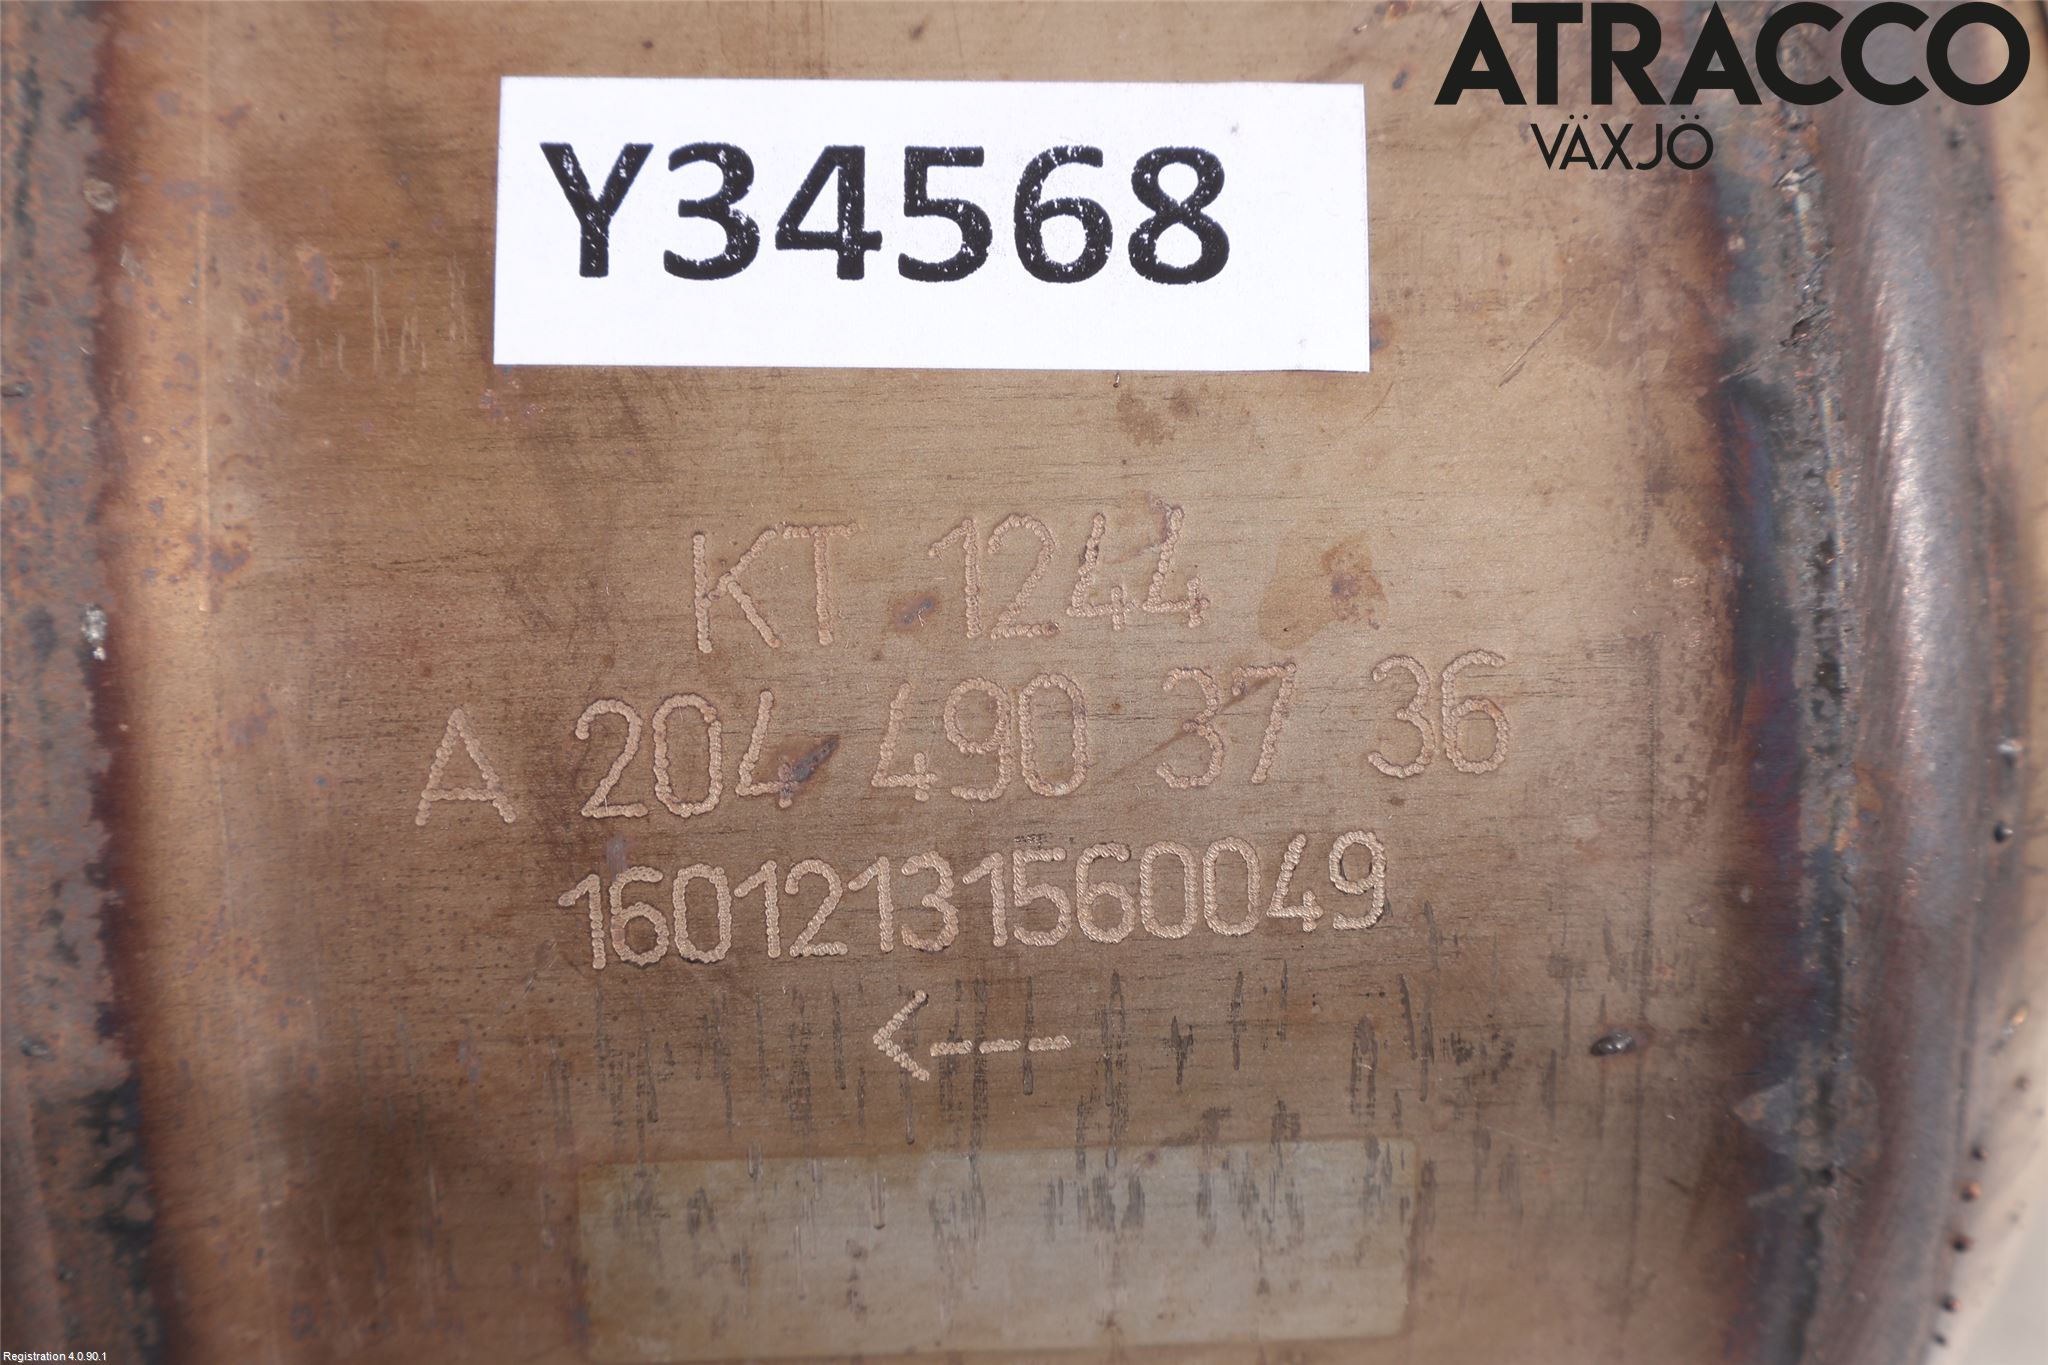 ATRACCO
VÄXJÖ
Y34568
KT 1244
A 204 490 37 36
16012131560049
<---
Registration 4.0.90.1